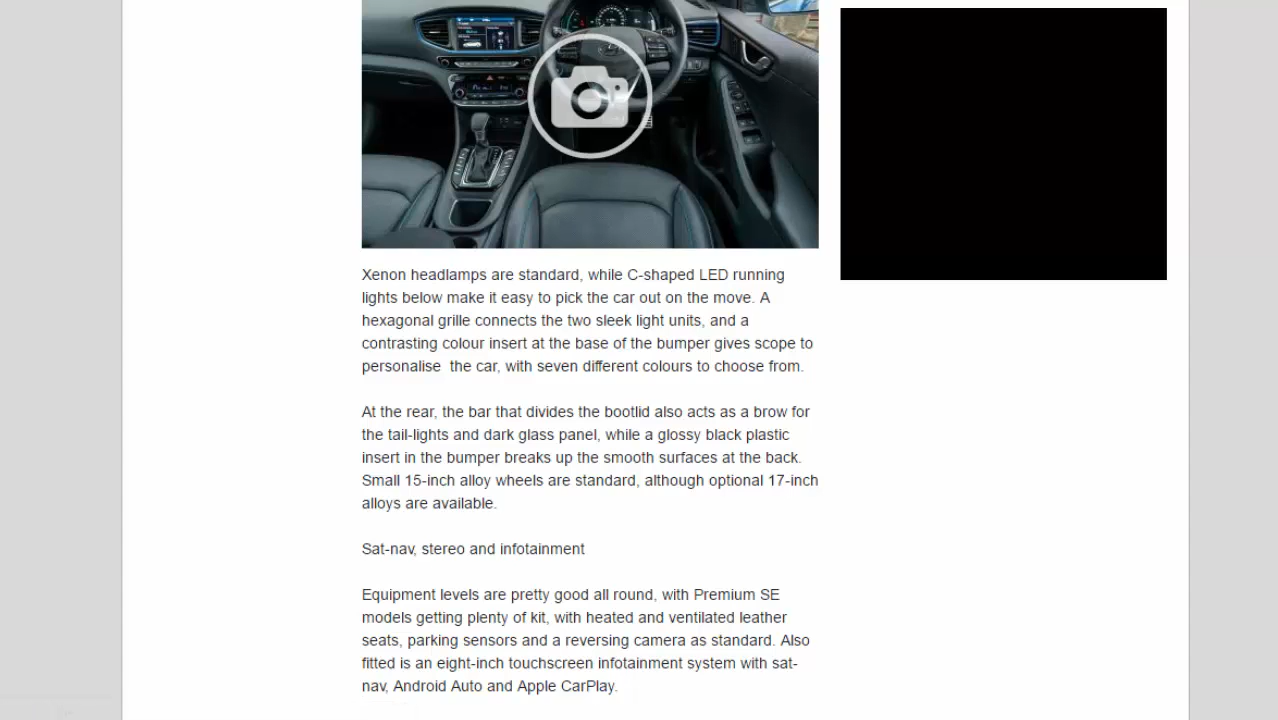 Xenon headlamps are standard, while C-shaped LED running
lights below make it easy to pick the car out on the move. A
hexagonal grille connects the two sleek light units, and a
contrasting colour insert at the base of the bumper gives scope to
personalise  the car, with seven different colours to choose from.
At the rear, the bar that divides the bootlid also acts as a brow for
the tail-lights and dark glass panel, while a glossy black plastic
insert in the bumper breaks up the smooth surfaces at the back.
Small 15-inch alloy wheels are standard, although optional 17-inch
alloys are available.
Sat-nav, stereo and infotainment
Equipment levels are pretty good all round, with Premium SE
models getting plenty of kit, with heated and ventilated leather
seats, parking sensors and a reversing camera as standard. Also
fitted is an eight-inch touchscreen infotainment system with sat-
nav, Android Auto and Apple CarPlay.